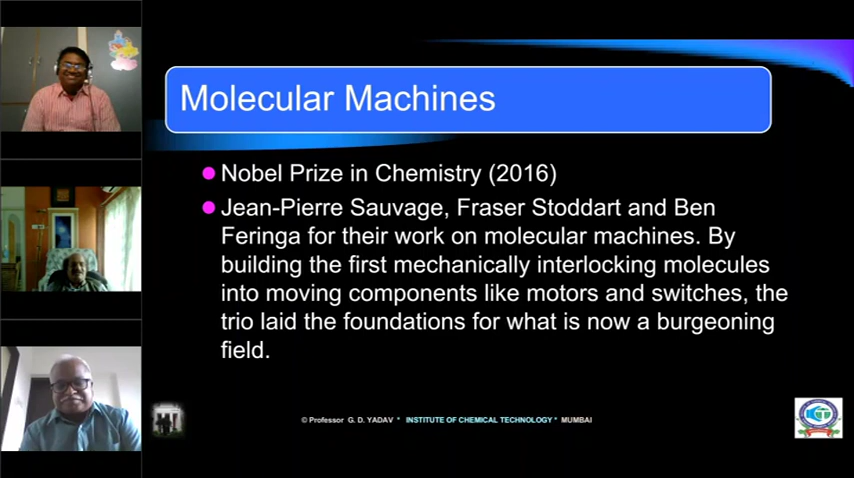 Molecular Machines
Nobel Prize in Chemistry (2016)
Jean-Pierre Sauvage, Fraser Stoddart and Ben
Feringa for their work on molecular machines. By
building the first mechanically interlocking molecules
into moving components like motors and switches, the
trio laid the foundations for what is now a burgeoning
field.
© Professor G. D. YADAV * INSTITUTE OF CHEMICAL TECHNOLOGY * MUMBAI